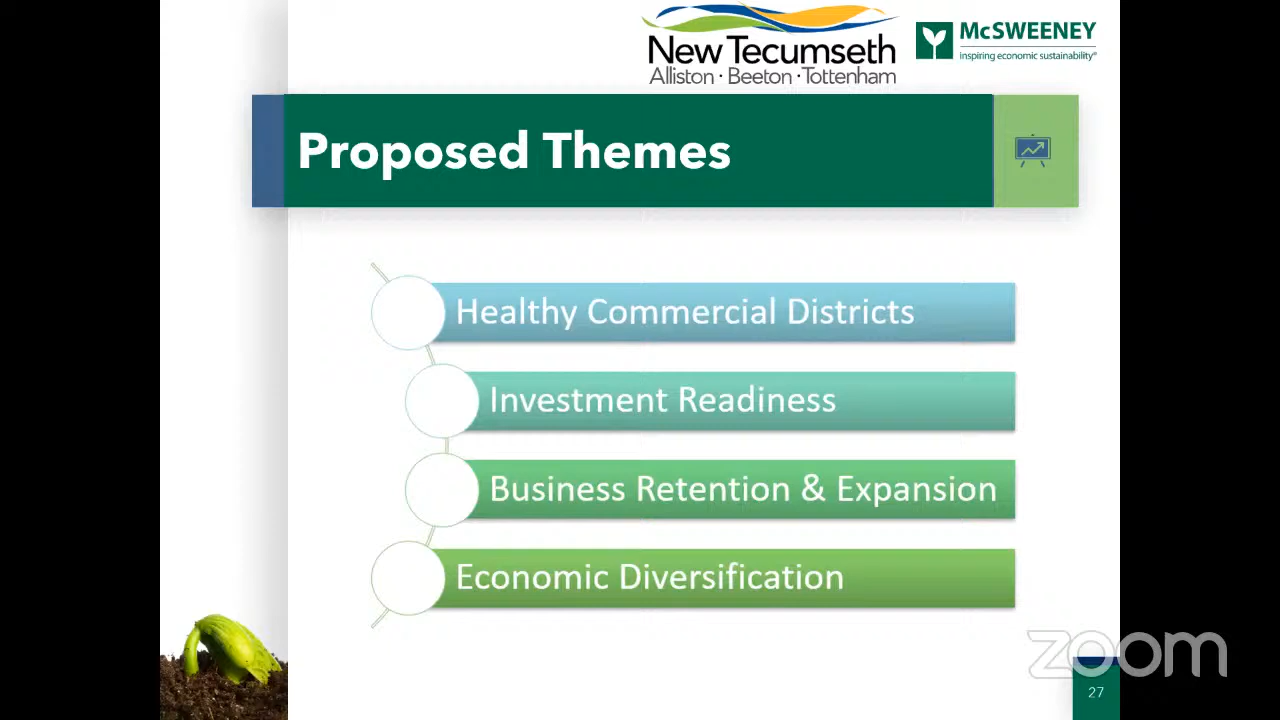 New Tecumseth
Alliston · Beeton · Tottenham
McSWEENEY
inspiring economic sustainability®
Proposed Themes
Healthy Commercial Districts
Investment Readiness
Business Retention & Expansion
Economic Diversification
zoom
27